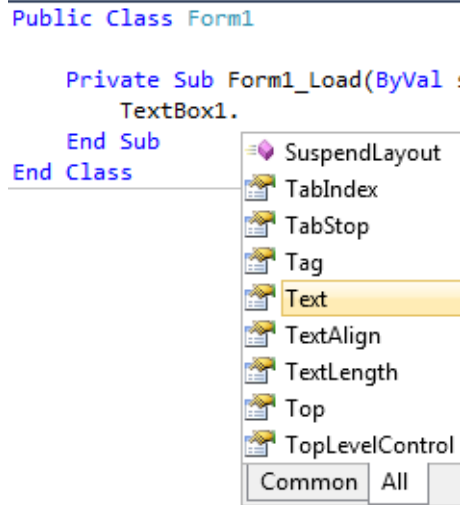 Public Class Form1
Private Sub Form1_Load(ByVal
TextBox1.
End Sub
End Class
SuspendLayout
TabIndex
TabStop
Tag
Text
TextAlign
TextLength
Top
TopLevelControl
Common All